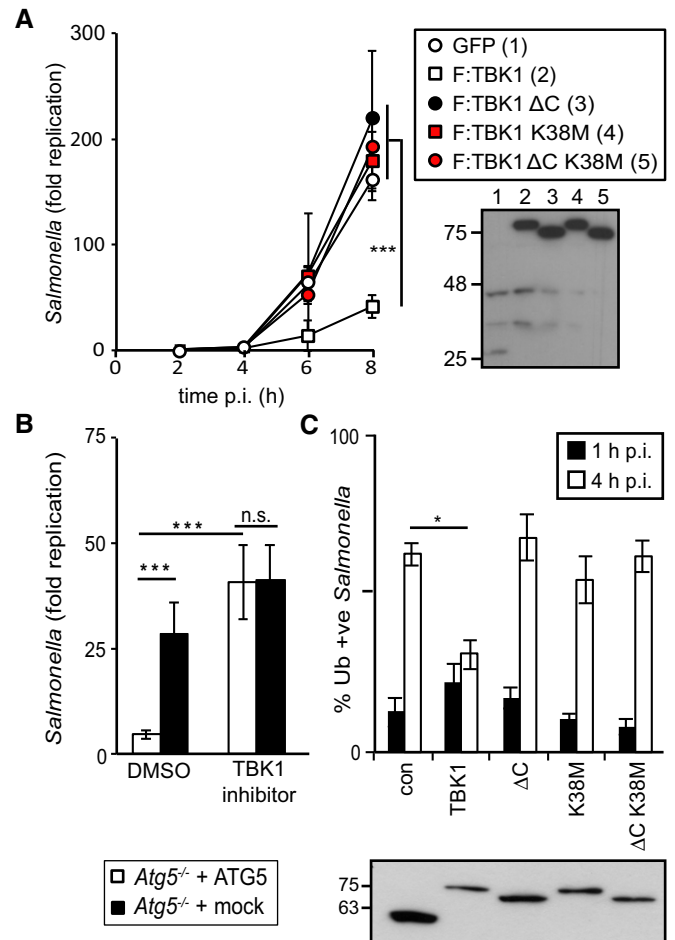 A
300
200
100
0
Salmonella (fold replication)
0 2 4 6 8
time p.i. (h)
***
GFP (1)
F:TBK1 (2)
F:TBK1 ΔC (3)
F:TBK1 K38M (4)
F:TBK1 ΔC K38M (5)
1 2 3 4 5
75
48
25
B
75
50
25
0
Salmonella (fold replication)
***
***
n.s.
DMSO
TBK1
inhibitor
Atg5-/- + ATG5
Atg5-/- + mock
C
100
0
% Ub +ve Salmonella
*
1 h p.i.
4 h p.i.
con
TBK1
ΔC
K38M
ΔC K38M
75
63